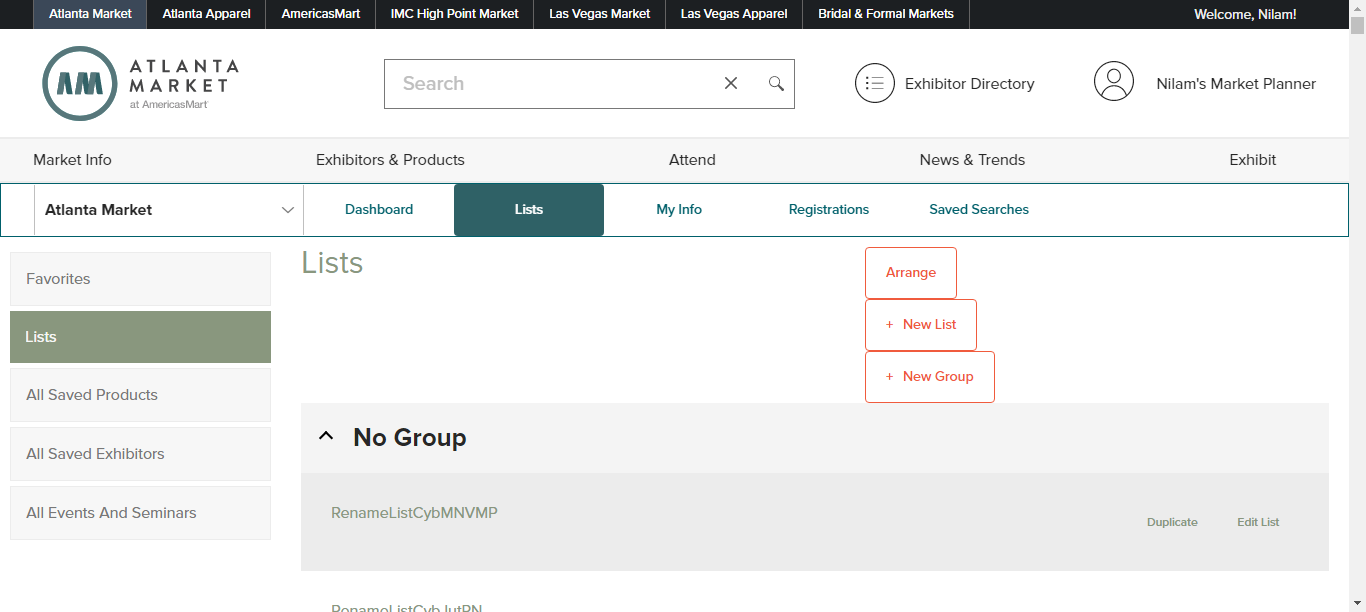 Atlanta Market Atlanta Apparel AmericasMart IMC High Point Market Las Vegas Market Las Vegas Apparel Bridal & Formal Markets Welcome, Nilam!
AM ATLANTA
MARKET
at AmericasMart
Search
Exhibitor Directory
Nilam's Market Planner
Market Info Exhibitors & Products Attend News & Trends Exhibit
Atlanta Market Dashboard Lists My Info Registrations Saved Searches
Favorites
Lists
All Saved Products
All Saved Exhibitors
All Events And Seminars
Lists
Arrange
+ New List
+ New Group
No Group
RenameListCybMNVMP Duplicate Edit List
RenameListCybJutPN